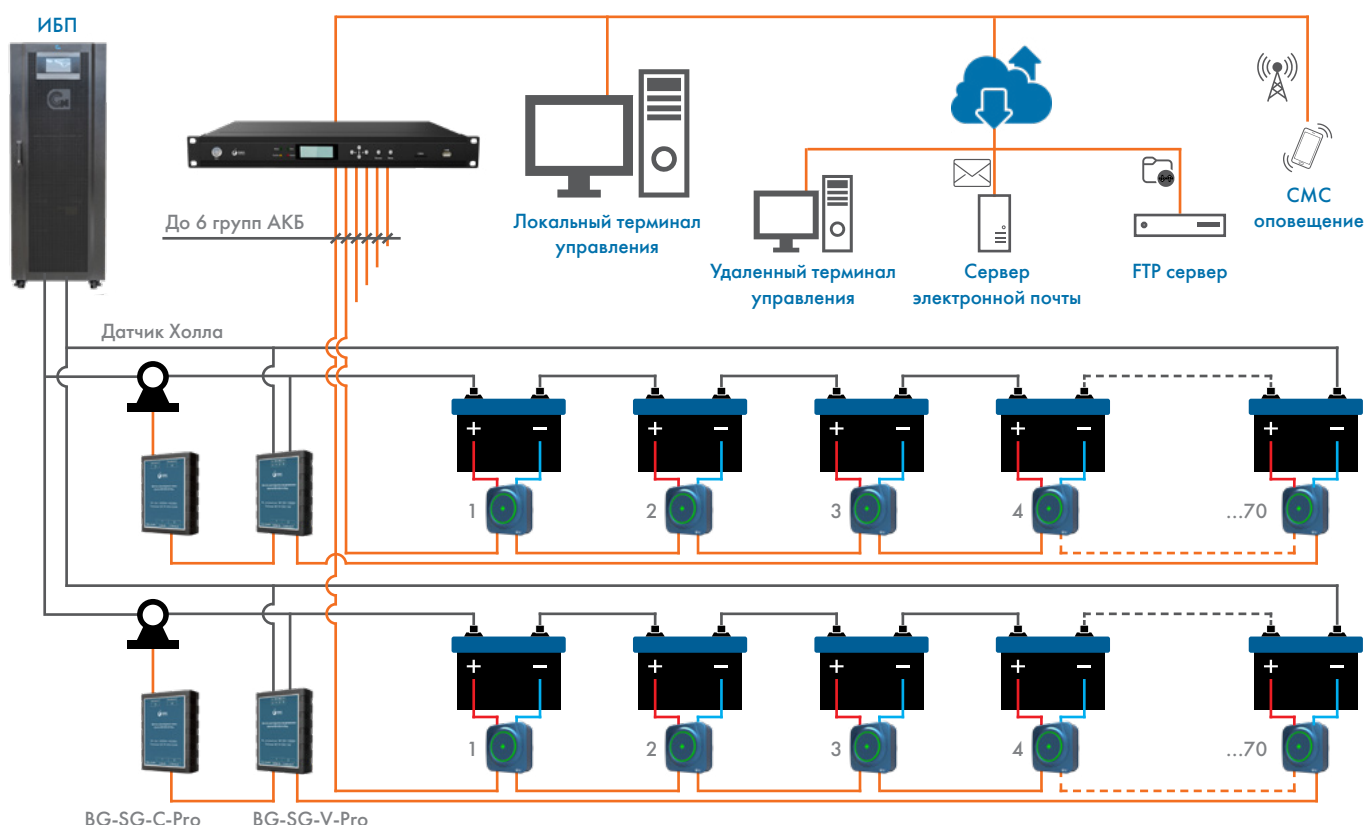 ИБП
До 6 групп АКБ
Локальный терминал
управления
Удаленный терминал
управления
Сервер
электронной почты
FTP сервер
СМС
оповещение
Датчик Холла
+ − + − + − + − + −
1 2 3 4 ...70
+ − + − + − + − + −
1 2 3 4 ...70
BG-SG-C-Pro BG-SG-V-Pro